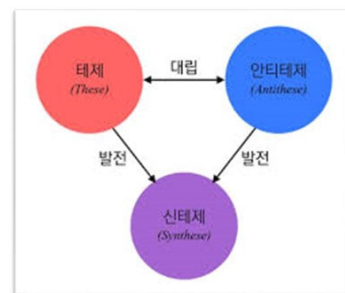 테제
(These)
대립
안티테제
(Antithese)
발전
발전
신테제
(Synthese)